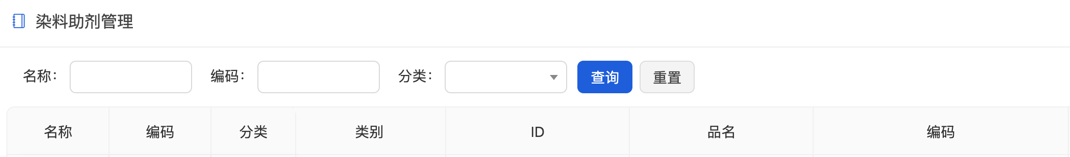 染料助剂管理
名称： 编码： 分类： 查询 重置
名称 编码 分类 类别 ID 品名 编码